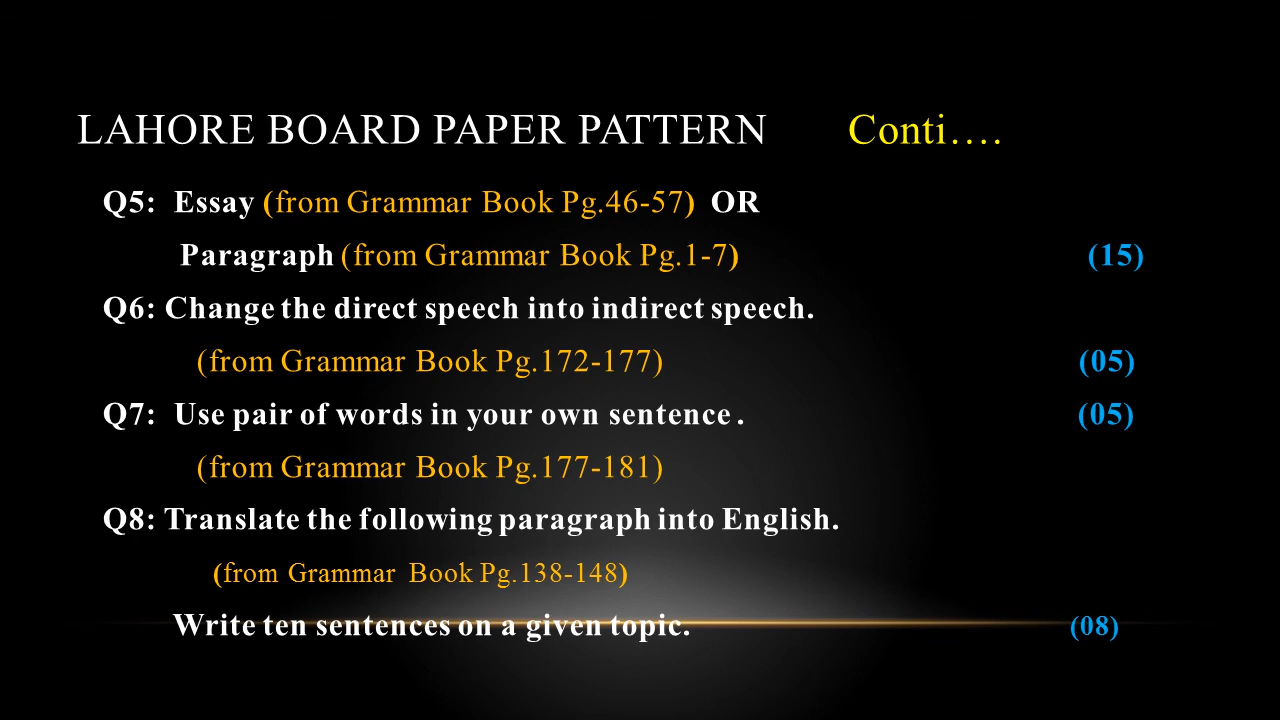 LAHORE BOARD PAPER PATTERN Conti….
Q5: Essay (from Grammar Book Pg.46-57) OR
Paragraph (from Grammar Book Pg.1-7) (15)
Q6: Change the direct speech into indirect speech.
(from Grammar Book Pg.172-177) (05)
Q7: Use pair of words in your own sentence . (05)
(from Grammar Book Pg.177-181)
Q8: Translate the following paragraph into English.
(from Grammar Book Pg.138-148)
Write ten sentences on a given topic. (08)